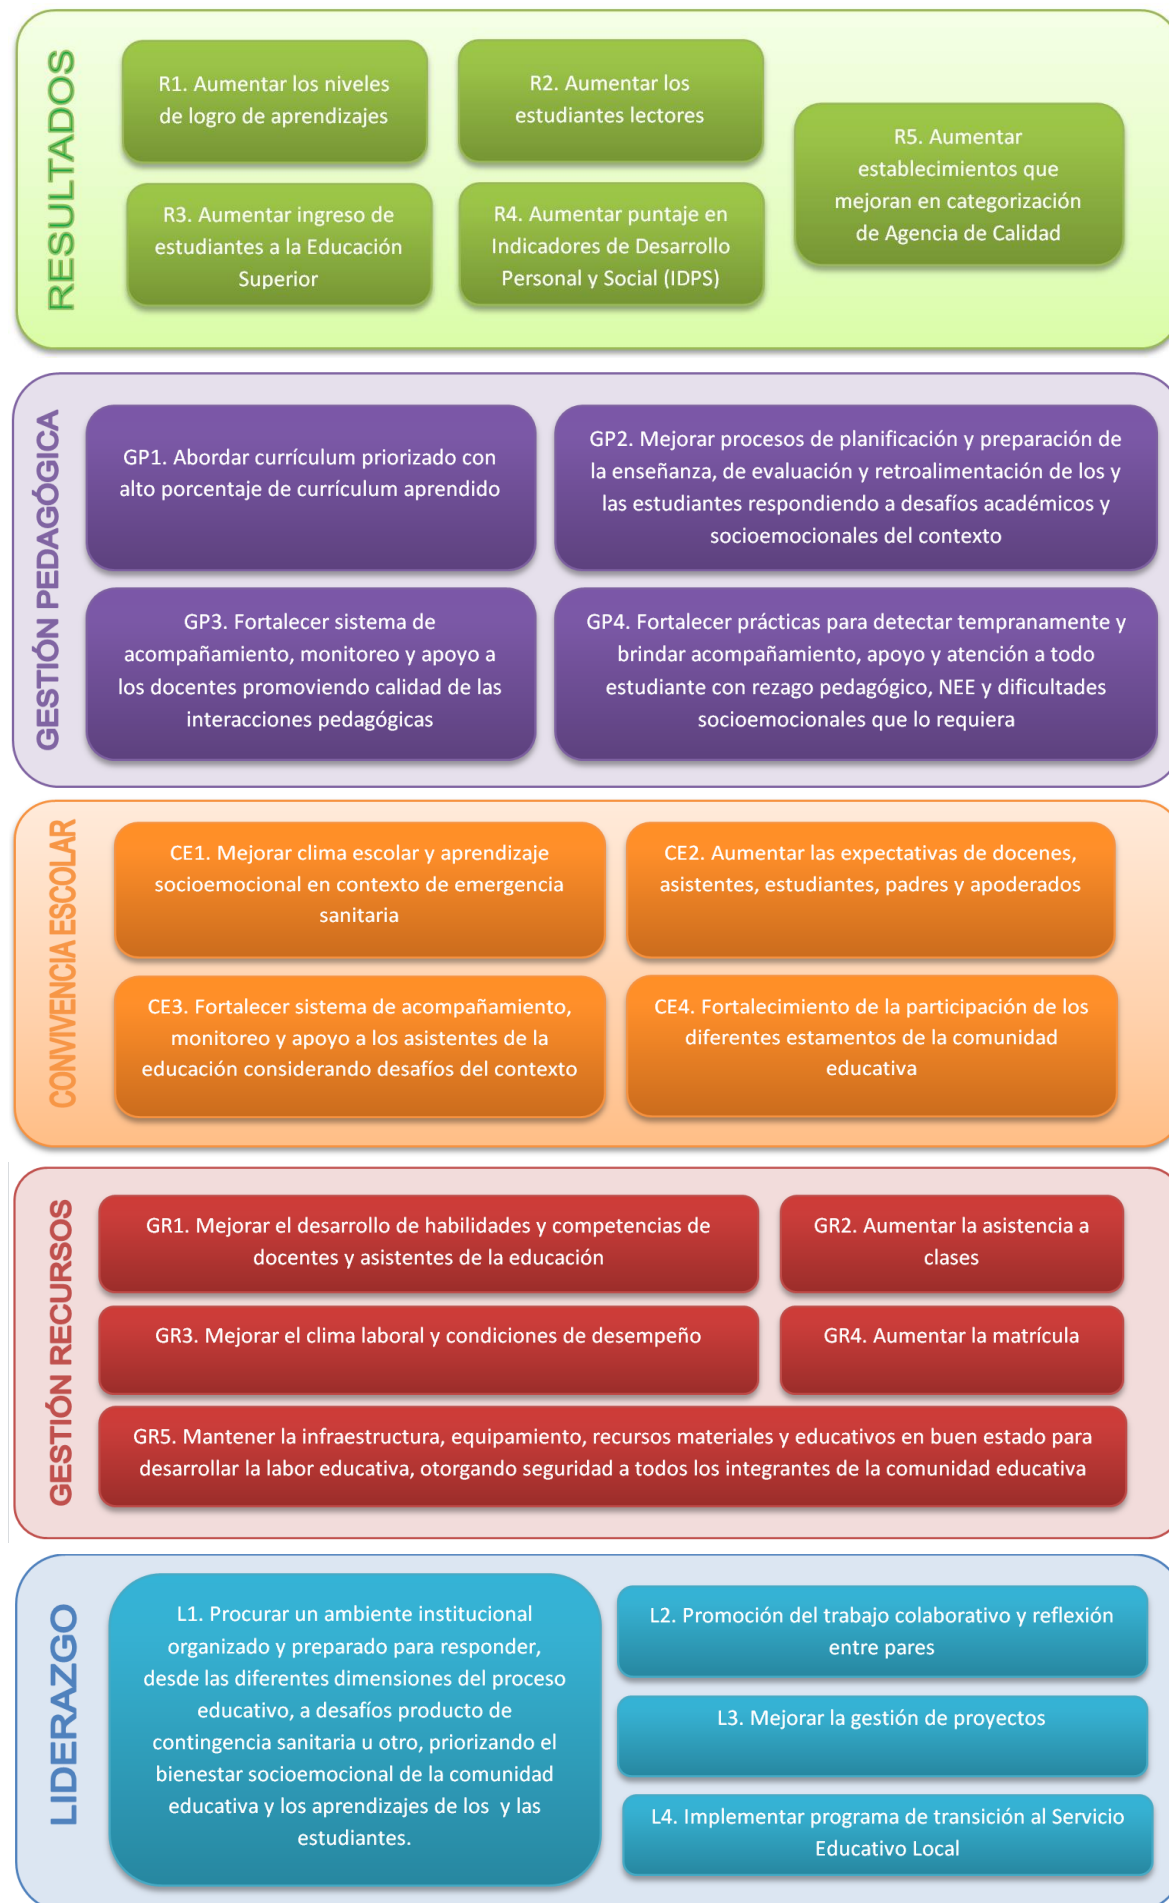 RESULTADOS
R1. Aumentar los niveles
de logro de aprendizajes
R2. Aumentar los
estudiantes lectores
R3. Aumentar ingreso de
estudiantes a la Educación
Superior
R4. Aumentar puntaje en
Indicadores de Desarrollo
Personal y Social (IDPS)
R5. Aumentar
establecimientos que
mejoran en categorización
de Agencia de Calidad
GESTIÓN PEDAGÓGICA
GP1. Abordar currículum priorizado con
alto porcentaje de currículum aprendido
GP2. Mejorar procesos de planificación y preparación de
la enseñanza, de evaluación y retroalimentación de los y
las estudiantes respondiendo a desafíos académicos y
socioemocionales del contexto
GP3. Fortalecer sistema de
acompañamiento, monitoreo y apoyo a
los docentes promoviendo calidad de las
interacciones pedagógicas
GP4. Fortalecer prácticas para detectar tempranamente y
brindar acompañamiento, apoyo y atención a todo
estudiante con rezago pedagógico, NEE y dificultades
socioemocionales que lo requiera
CONVIVENCIA ESCOLAR
CE1. Mejorar clima escolar y aprendizaje
socioemocional en contexto de emergencia
sanitaria
CE2. Aumentar las expectativas de docenes,
asistentes, estudiantes, padres y apoderados
CE3. Fortalecer sistema de acompañamiento,
monitoreo y apoyo a los asistentes de la
educación considerando desafíos del contexto
CE4. Fortalecimiento de la participación de los
diferentes estamentos de la comunidad
educativa
GESTIÓN RECURSOS
GR1. Mejorar el desarrollo de habilidades y competencias de
docentes y asistentes de la educación
GR2. Aumentar la asistencia a
clases
GR3. Mejorar el clima laboral y condiciones de desempeño
GR4. Aumentar la matrícula
GR5. Mantener la infraestructura, equipamiento, recursos materiales y educativos en buen estado para
desarrollar la labor educativa, otorgando seguridad a todos los integrantes de la comunidad educativa
LIDERAZGO
L1. Procurar un ambiente institucional
organizado y preparado para responder,
desde las diferentes dimensiones del proceso
educativo, a desafíos producto de
contingencia sanitaria u otro, priorizando el
bienestar socioemocional de la comunidad
educativa y los aprendizajes de los y las
estudiantes.
L2. Promoción del trabajo colaborativo y reflexión
entre pares
L3. Mejorar la gestión de proyectos
L4. Implementar programa de transición al Servicio
Educativo Local